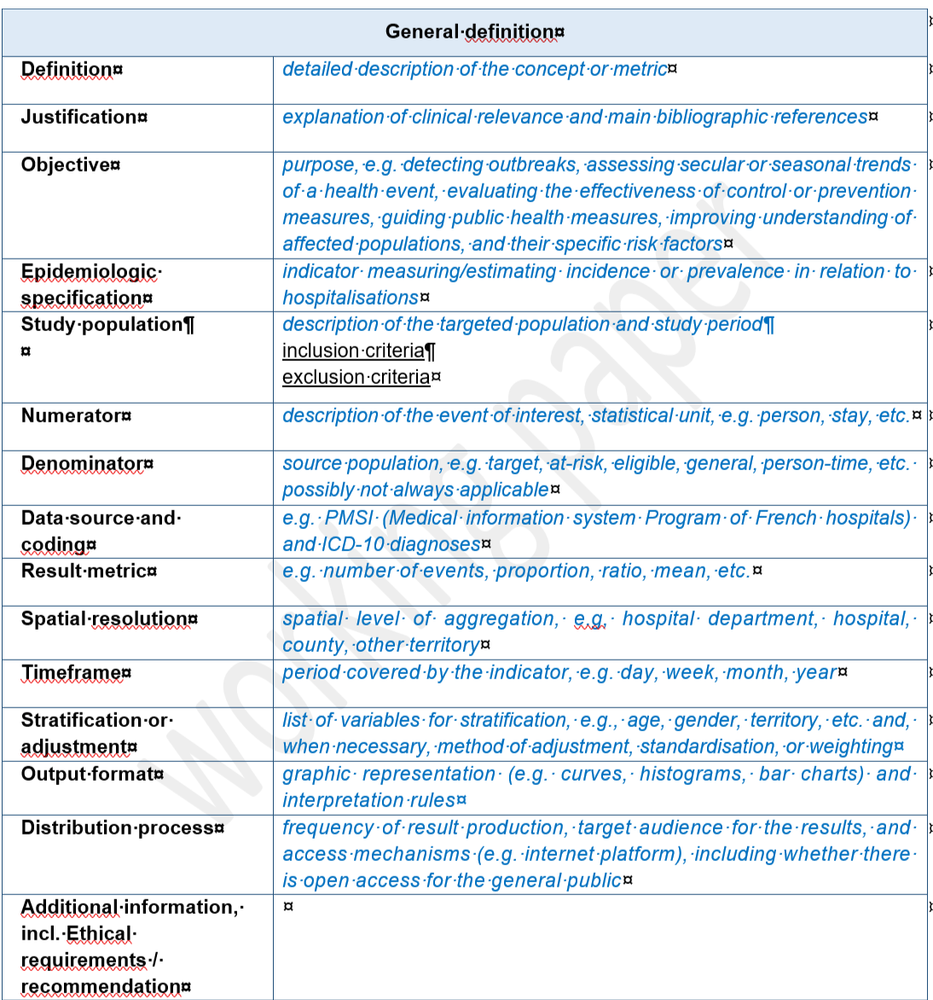 General definition¤
Definition¤
detailed description of the concept or metric¤
Justification¤
explanation of clinical relevance and main bibliographic references¤
Objective¤
purpose, e.g. detecting outbreaks, assessing secular or seasonal trends
of a health event, evaluating the effectiveness of control or prevention
measures, guiding public health measures, improving understanding of
affected populations, and their specific risk factors¤
Epidemiologic
specification¤
indicator measuring/estimating incidence or prevalence in relation to
hospitalisations¤
Study population¶
¤
description of the targeted population and study period¶
inclusion criteria¶
exclusion criteria¤
Numerator¤
description of the event of interest, statistical unit, e.g. person, stay, etc.¤
Denominator¤
source population, e.g. target, at-risk, eligible, general, person-time, etc.
possibly not always applicable¤
Data source and
coding¤
e.g. PMSI (Medical information system Program of French hospitals)
and ICD-10 diagnoses¤
Result metric¤
e.g. number of events, proportion, ratio, mean, etc.¤
Spatial resolution¤
spatial level of aggregation, e.g. hospital department, hospital,
county, other territory¤
Timeframe¤
period covered by the indicator, e.g. day, week, month, year¤
Stratification or
adjustment¤
list of variables for stratification, e.g., age, gender, territory, etc. and,
when necessary, method of adjustment, standardisation, or weighting¤
Output format¤
graphic representation (e.g. curves, histograms, bar charts) and
interpretation rules¤
Distribution process¤
frequency of result production, target audience for the results, and
access mechanisms (e.g. internet platform), including whether there
is open access for the general public¤
Additional information,
incl. Ethical
requirements /
recommendation¤
¤
working paper